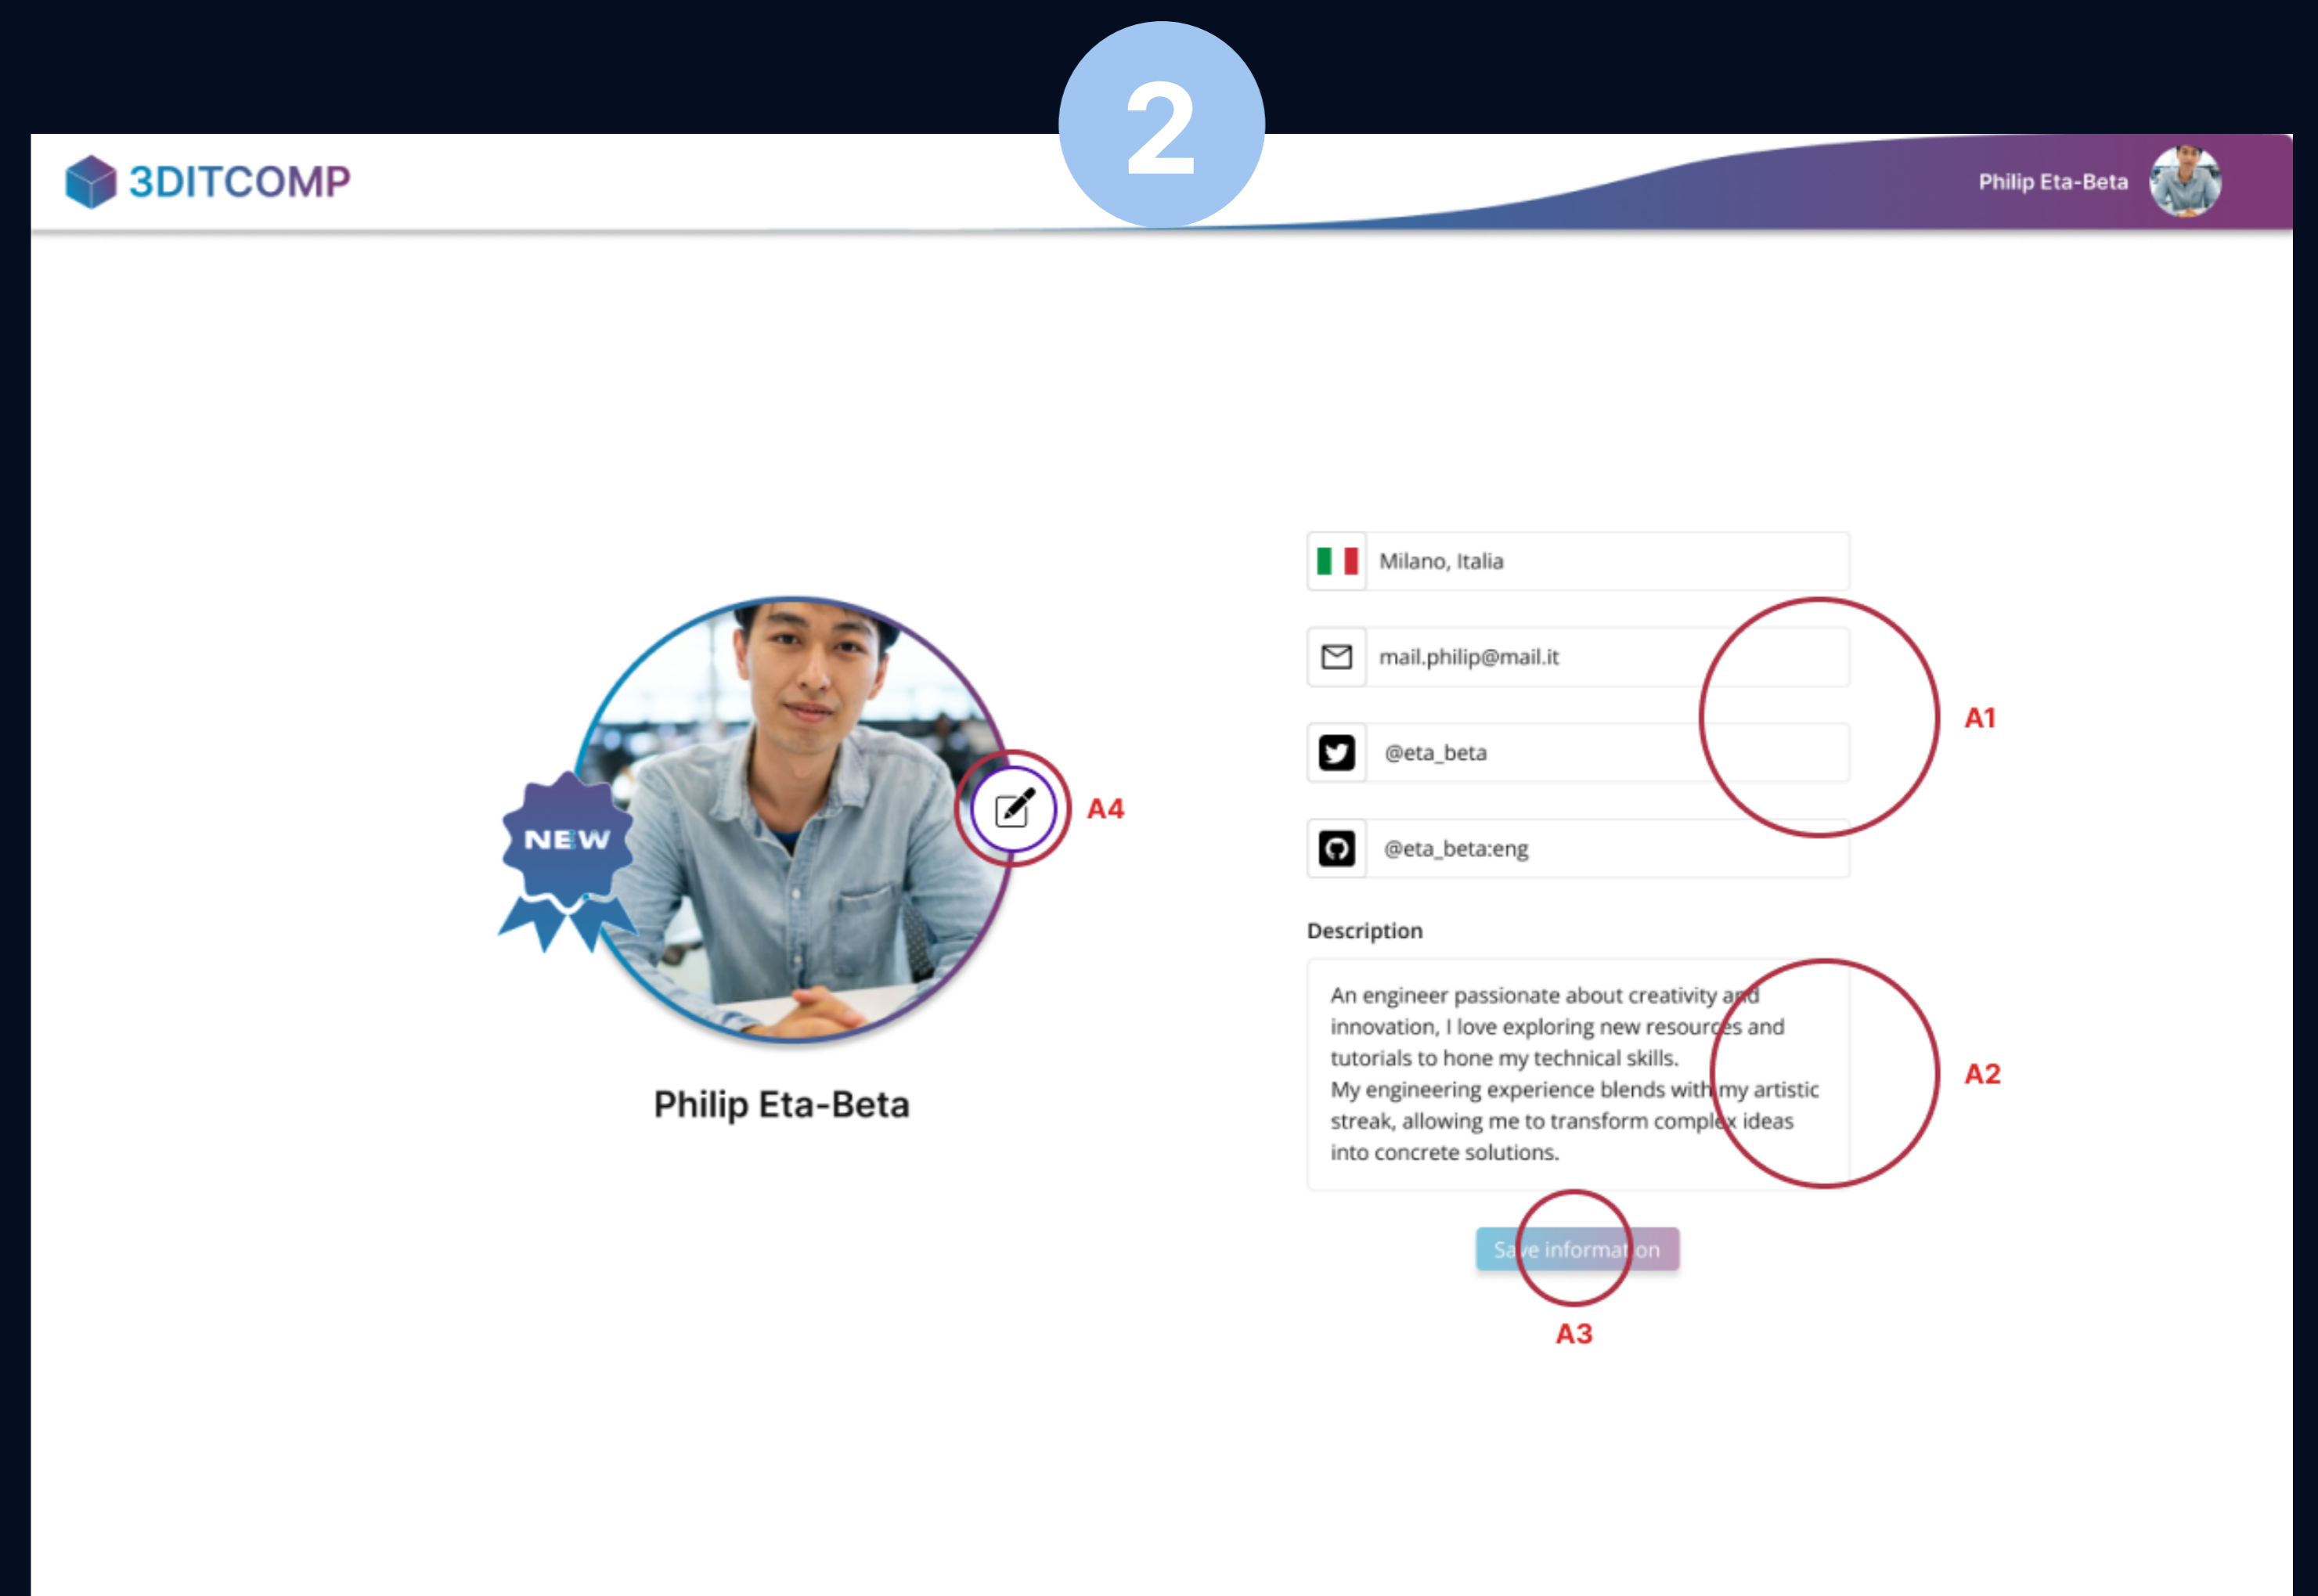 2
3DITCOMP
Philip Eta-Beta
Milano, Italia
mail.philip@mail.it
A1
@eta_beta
A4
NEW
@eta_beta:eng
Description
An engineer passionate about creativity and
innovation, I love exploring new resources and
tutorials to hone my technical skills.
My engineering experience blends with my artistic
streak, allowing me to transform complex ideas
into concrete solutions.
A2
Philip Eta-Beta
Save information
A3